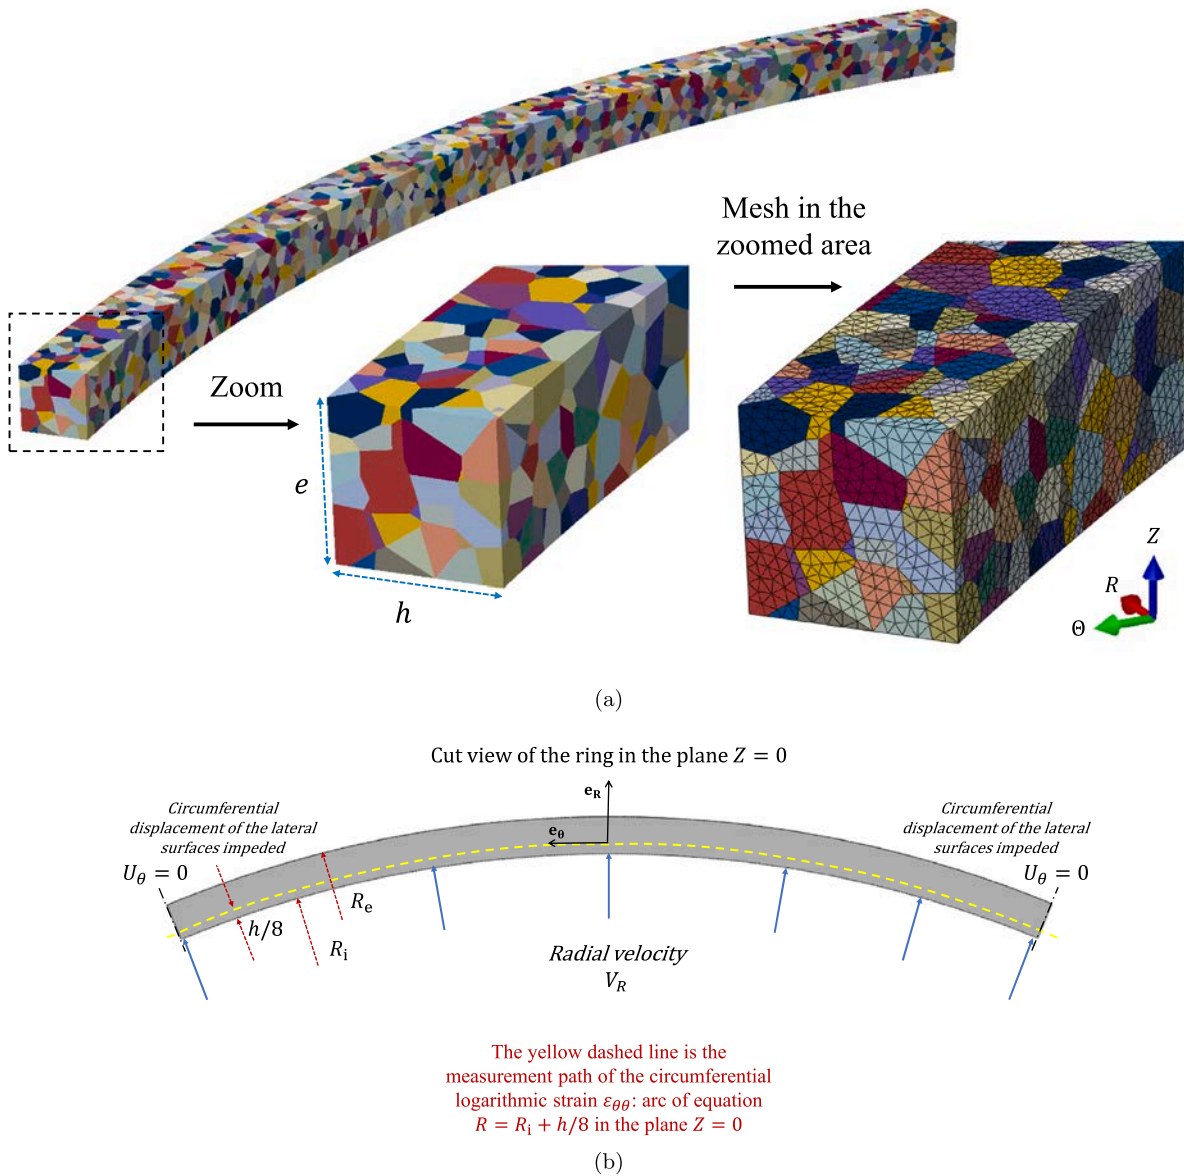 Mesh in the
zoomed area
Zoom
e
h
Z
R
Θ
(a)
Cut view of the ring in the plane Z = 0
e_R
e_θ
Circumferential
displacement of the lateral
surfaces impeded
U_θ = 0
Circumferential
displacement of the lateral
surfaces impeded
U_θ = 0
R_e
h/8
R_i
Radial velocity
V_R
The yellow dashed line is the
measurement path of the circumferential
logarithmic strain ε_θθ: arc of equation
R = R_i + h/8 in the plane Z = 0
(b)